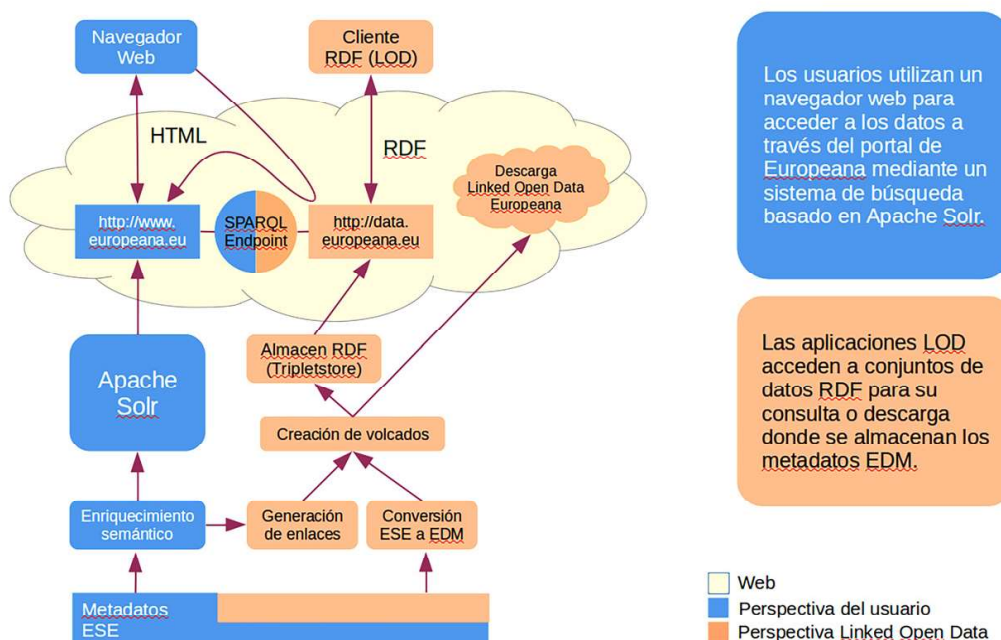 Navegador
Web
Cliente
RDF (LOD)
HTML
RDF
Descarga
Linked Open Data
Europeana
http://www.
europeana.eu
SPARQL
Endpoint
http://data.
europeana.eu
Almacen RDF
(Tripletstore)
Apache
Solr
Creación de volcados
Enriquecimiento
semántico
Generación
de enlaces
Conversión
ESE a EDM
Metadatos
ESE
Los usuarios utilizan un
navegador web para
acceder a los datos a
través del portal de
Europeana mediante un
sistema de búsqueda
basado en Apache Solr.
Las aplicaciones LOD
acceden a conjuntos de
datos RDF para su
consulta o descarga
donde se almacenan los
metadatos EDM.
Web
Perspectiva del usuario
Perspectiva Linked Open Data